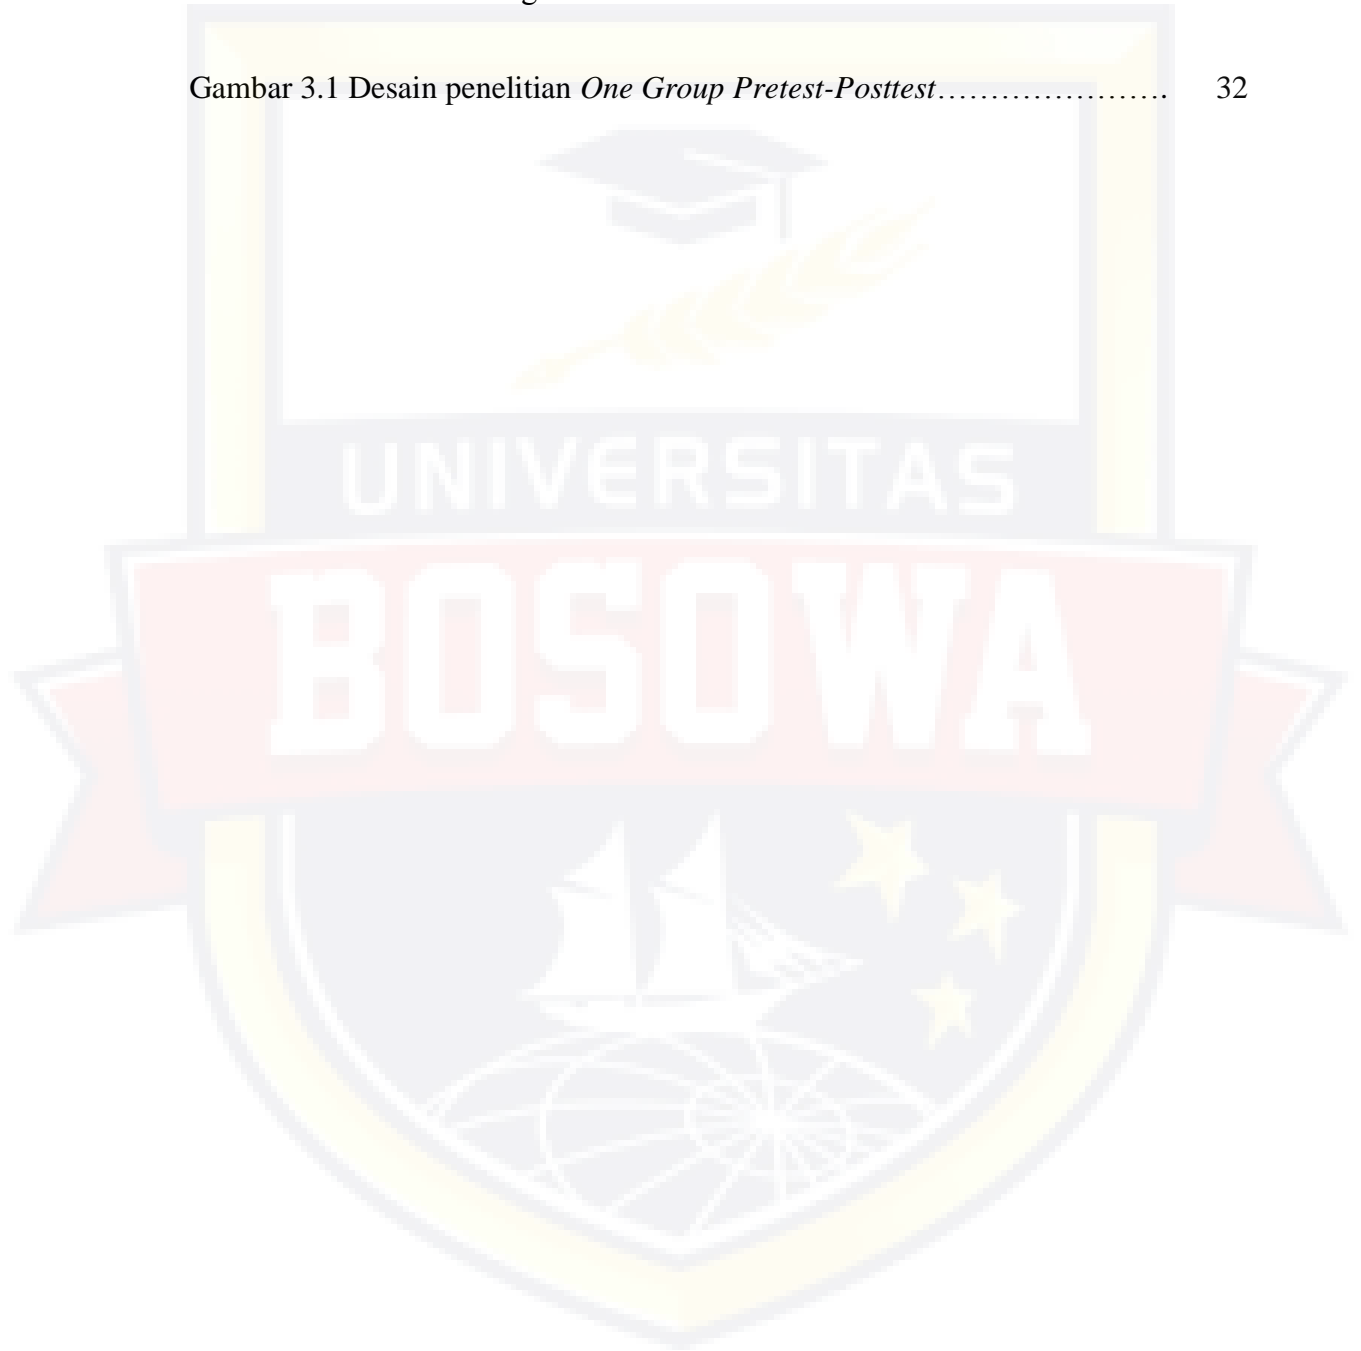 Gambar 3.1 Desain penelitian One Group Pretest-Posttest…………………. 32
UNIVERSITAS
BOSOWA